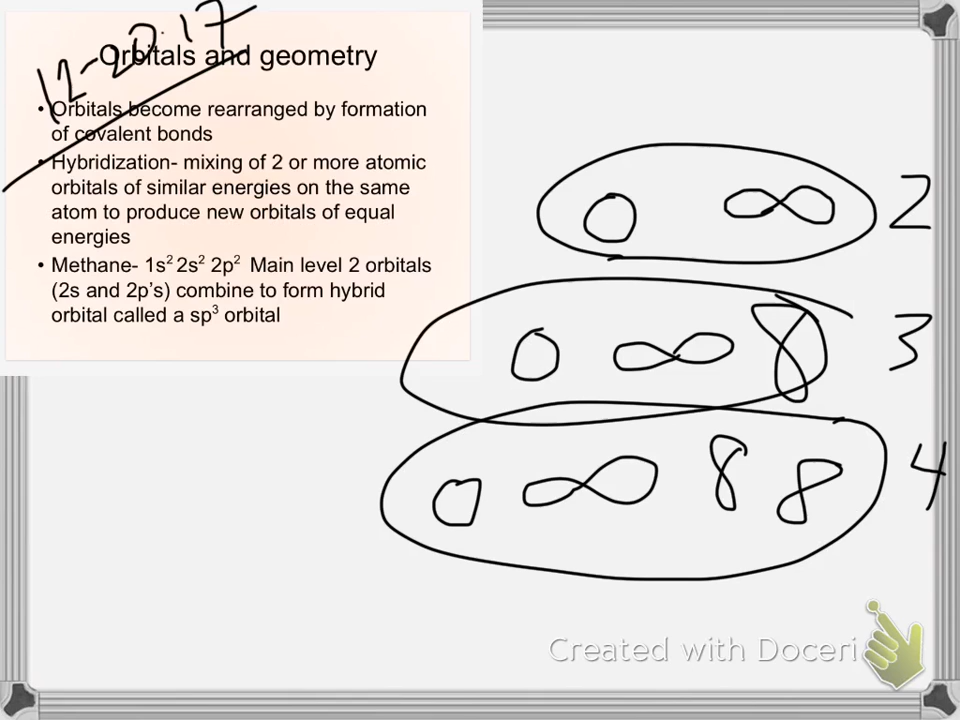 12-20.17
Orbitals and geometry
• Orbitals become rearranged by formation
of covalent bonds
• Hybridization- mixing of 2 or more atomic
orbitals of similar energies on the same
atom to produce new orbitals of equal
energies
• Methane- 1s² 2s² 2p² Main level 2 orbitals
(2s and 2p's) combine to form hybrid
orbital called a sp³ orbital
2
3
4
Created with Doceri